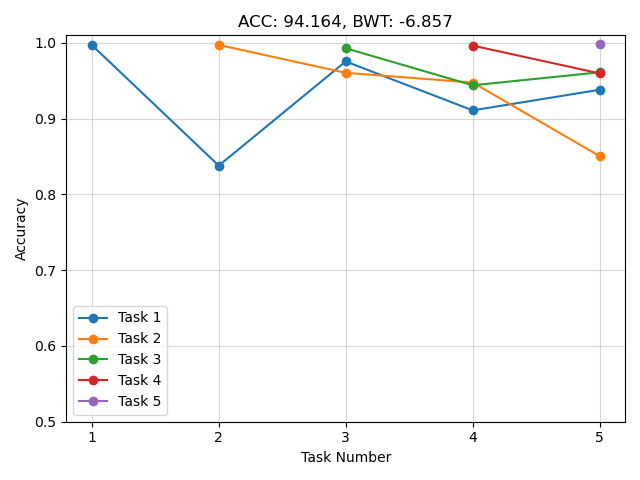 ACC: 94.164, BWT: -6.857
1.0
0.9
0.8
0.7
0.6
0.5
Accuracy
Task 1
Task 2
Task 3
Task 4
Task 5
1 2 3 4 5
Task Number